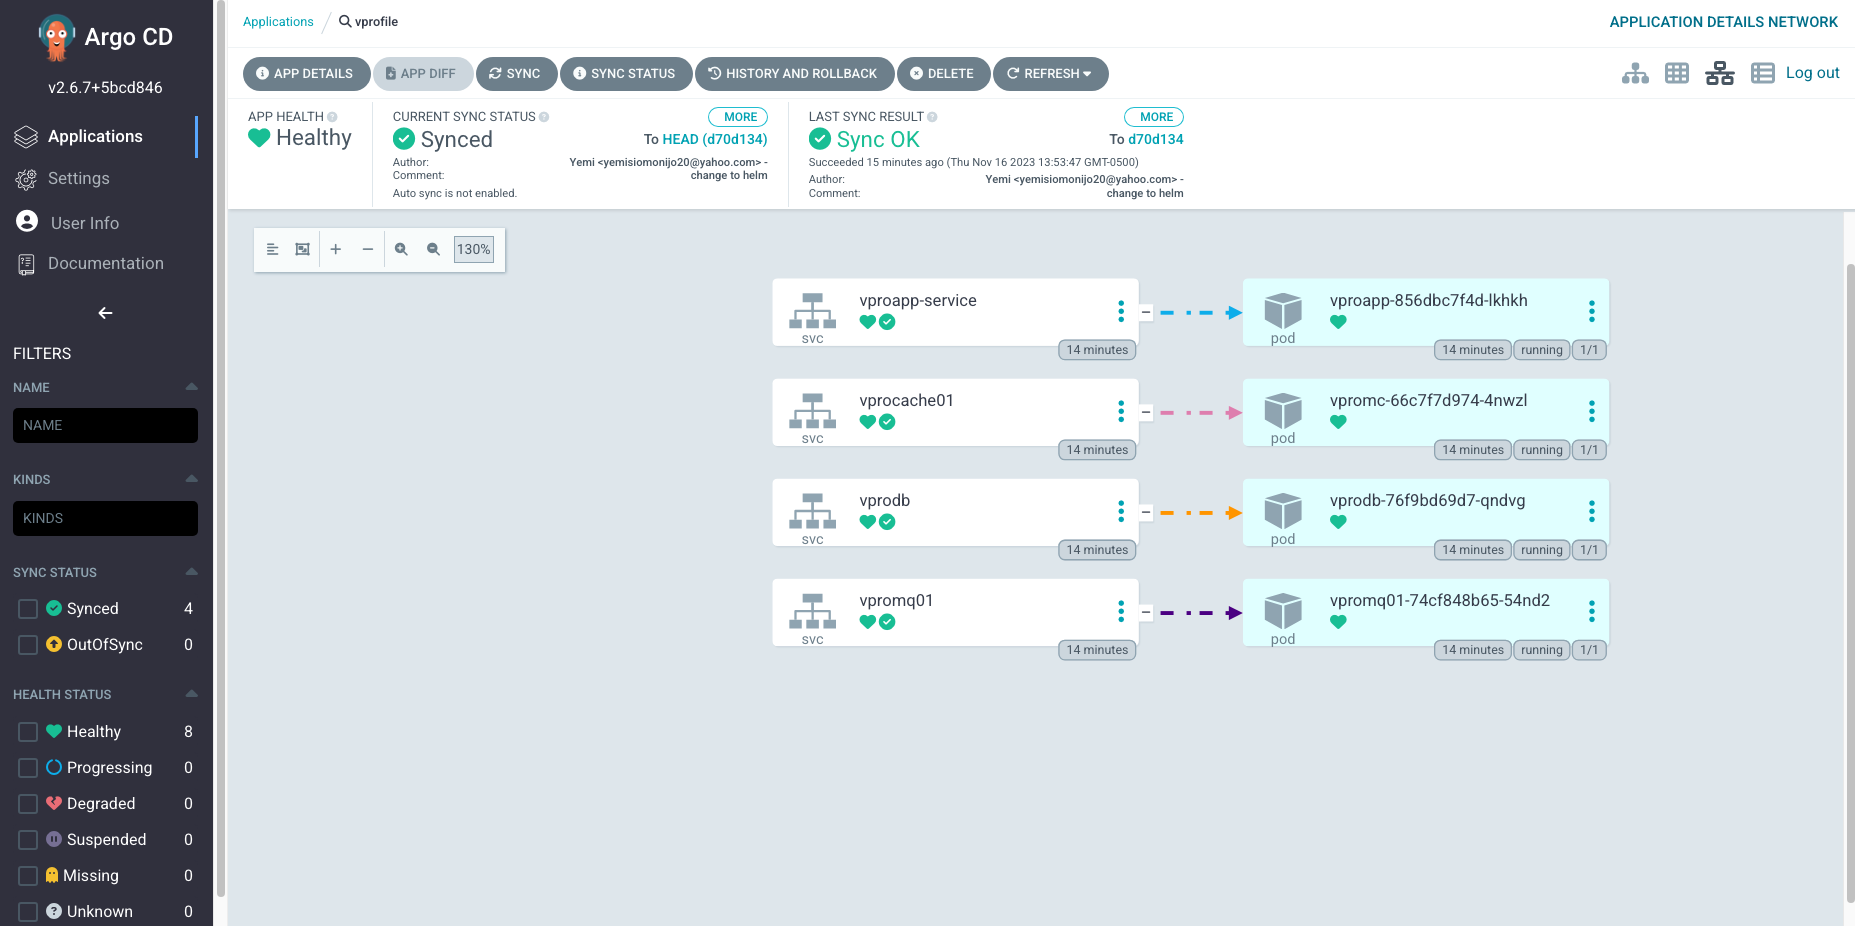 Argo CD
v2.6.7+5bcd846
Applications
Settings
User Info
Documentation
FILTERS
NAME
NAME
KINDS
KINDS
SYNC STATUS
Synced 4
OutOfSync 0
HEALTH STATUS
Healthy 8
Progressing 0
Degraded 0
Suspended 0
Missing 0
Unknown 0
Applications / vprofile
APPLICATION DETAILS NETWORK
APP DETAILS APP DIFF SYNC SYNC STATUS HISTORY AND ROLLBACK DELETE REFRESH
Log out
APP HEALTH
Healthy
CURRENT SYNC STATUS MORE
Synced To HEAD (d70d134)
Author: Yemi <yemisiomonijo20@yahoo.com> -
Comment: change to helm
Auto sync is not enabled.
LAST SYNC RESULT MORE
Sync OK To d70d134
Succeeded 15 minutes ago (Thu Nov 16 2023 13:53:47 GMT-0500)
Author: Yemi <yemisiomonijo20@yahoo.com> -
Comment: change to helm
130%
vproapp-service
svc
14 minutes
vproapp-856dbc7f4d-lkhkh
pod
14 minutes running 1/1
vprocache01
svc
14 minutes
vpromc-66c7f7d974-4nwzl
pod
14 minutes running 1/1
vprodb
svc
14 minutes
vprodb-76f9bd69d7-qndvg
pod
14 minutes running 1/1
vpromq01
svc
14 minutes
vpromq01-74cf848b65-54nd2
pod
14 minutes running 1/1